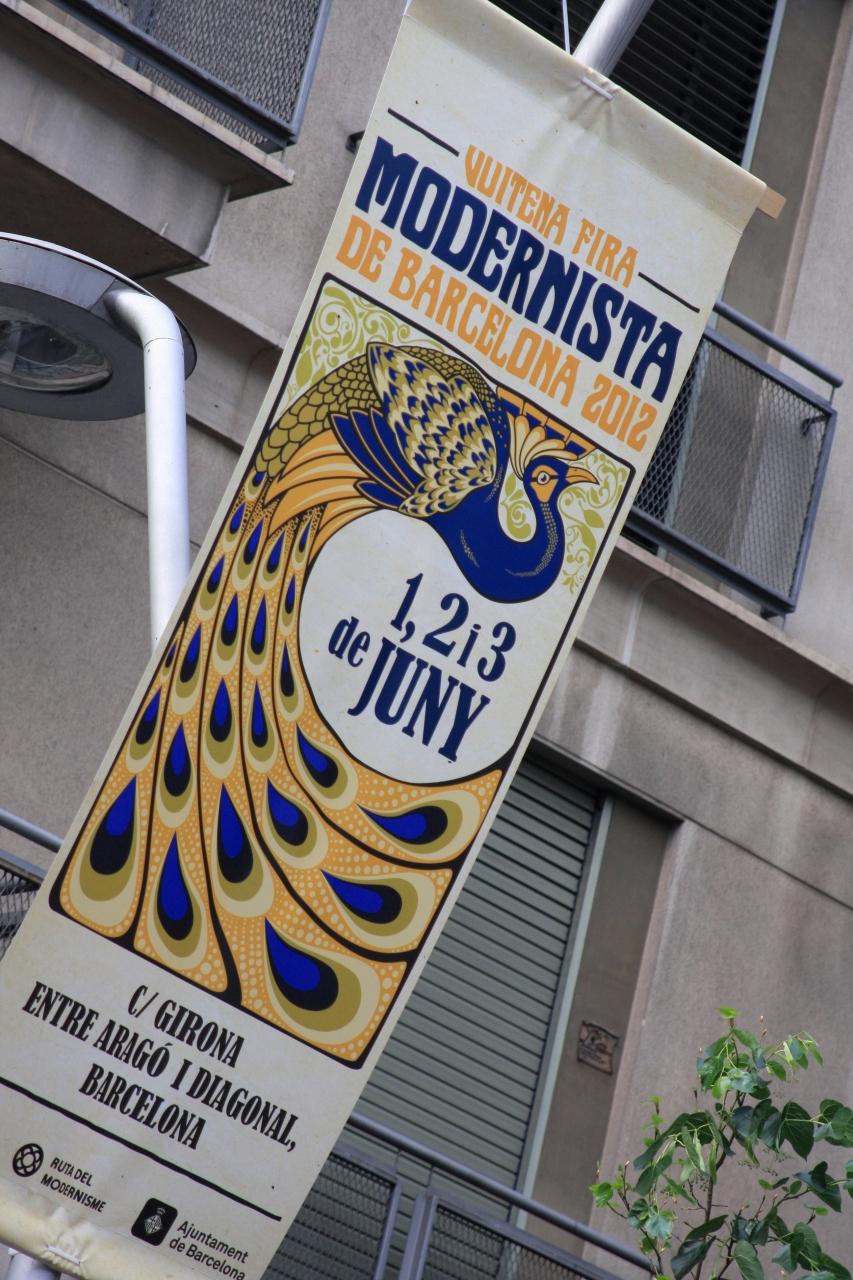 VUITENA FIRA
MODERNISTA
DE BARCELONA 2012
1, 2 i 3
de JUNY
C/ GIRONA
ENTRE ARAGÓ I DIAGONAL,
BARCELONA
RUTA DEL
MODERNISME
Ajuntament
de Barcelona